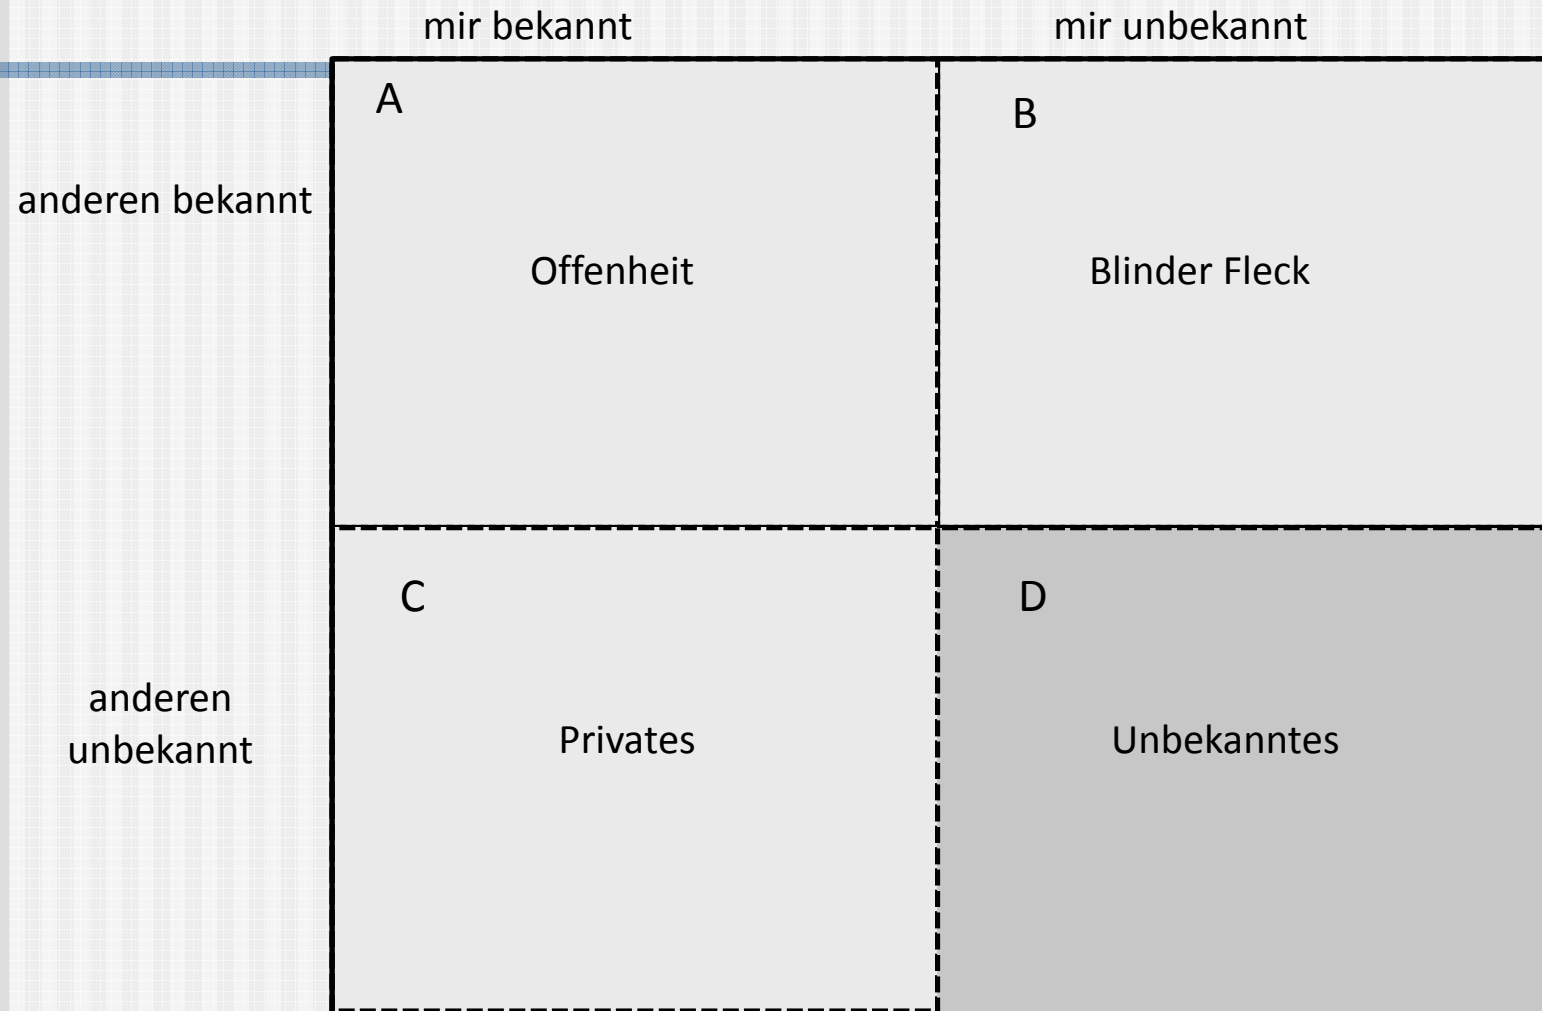 mir bekannt
mir unbekannt
A
B
anderen bekannt
Offenheit
Blinder Fleck
C
D
anderen
unbekannt
Privates
Unbekanntes